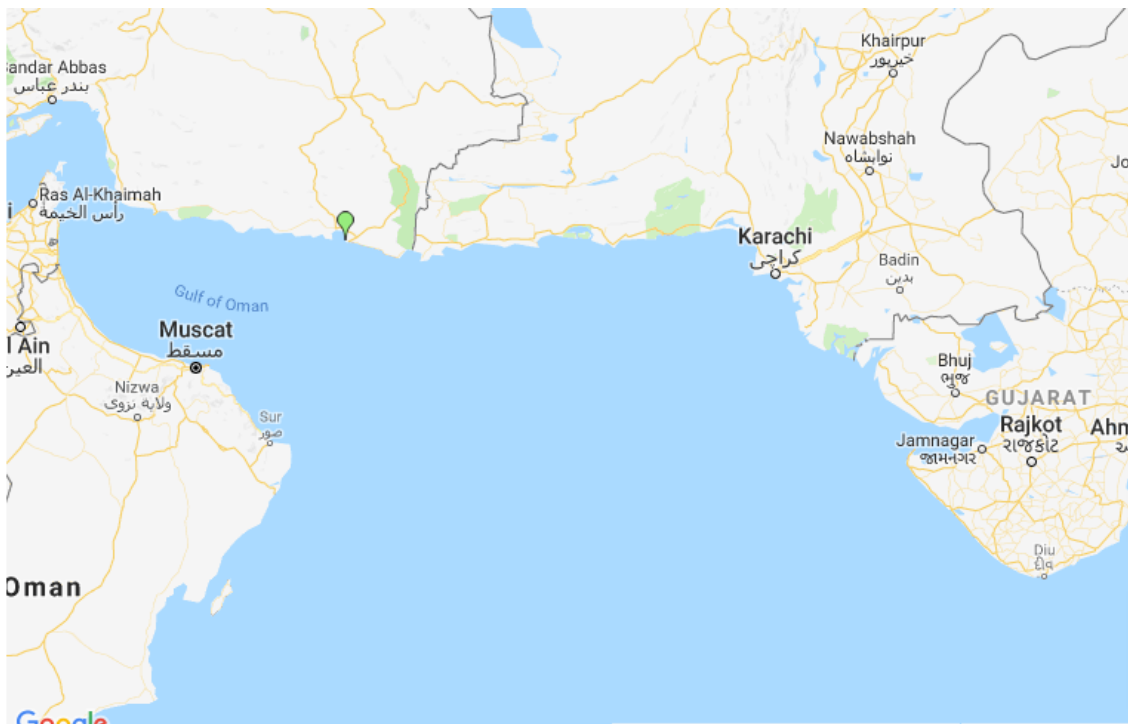 Khairpur
خیرپور
Bandar Abbas
بندر عباس
Nawabshah
نوابشاہ
Jo
Ras Al-Khaimah
رأس الخيمة
i
Karachi
کراچی
Badin
بدین
Gulf of Oman
Muscat
مسقط
l Ain
العين
Bhuj
ભુજ
Nizwa
ولاية نزوى
GUJARAT
Sur
صور
Rajkot
રાજકોટ
Ahm
Jamnagar
જામનગર
Diu
દીવ
Oman
Google